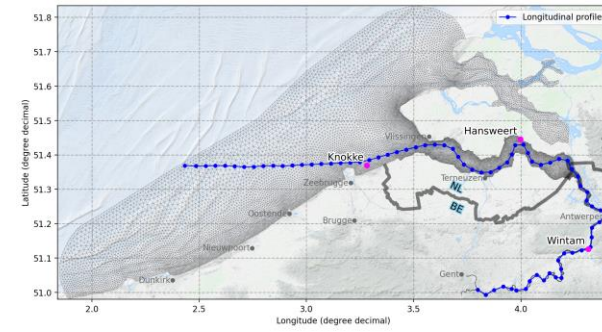 51.8
Longitudinal profile
51.7
51.6
51.5
Vlissingen
Hansweert
51.4
Knokke
Terneuzen
51.3
Zeebrugge
NL
BE
Oostende
Antwerpen
51.2
Brugge
Nieuwpoort
Wintam
51.1
Gent
Dunkirk
51.0
2.0
2.5
3.0
3.5
4.0
Longitude (degree decimal)
Latitude (degree decimal)